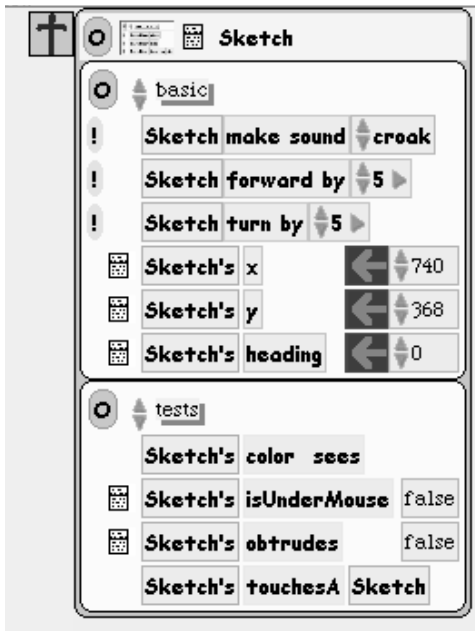 O Sketch
O basic
! Sketch make sound croak
! Sketch forward by 5
! Sketch turn by 5
Sketch's x 740
Sketch's y 368
Sketch's heading 0
O tests
Sketch's color sees
Sketch's isUnderMouse false
Sketch's obtrudes false
Sketch's touchesA Sketch